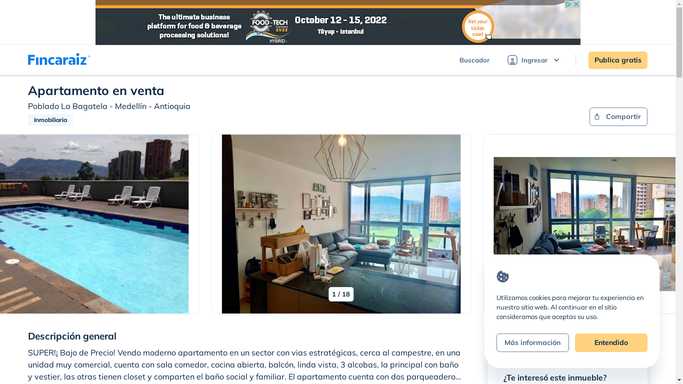 The ultimate business
platform for food & beverage
processing solutions!
FOOD-TECH
HYBRID
October 12 - 15, 2022
Tüyap - Istanbul
Fincaraiz
Buscador
Ingresar
Publica gratis
Apartamento en venta
Poblado La Bagatela - Medellín - Antioquia
Inmobiliaria
Compartir
1 / 18
Utilizamos cookies para mejorar tu experiencia en
nuestro sitio web. Al continuar en el sitio
consideramos que aceptas su uso.
Más información
Entendido
Descripción general
SUPER!¡ Bajo de Precio! Vendo moderno apartamento en un sector con vias estratégicas, cerca al campestre, en una
unidad muy comercial, cuenta con sala comedor, cocina abierta, balcón, linda vista, 3 alcobas, la principal con baño
y vestier, las otras tienen closet y comparten el baño social y familiar. El apartamento cuenta con dos parqueadero...
¿Te interesó este inmueble?